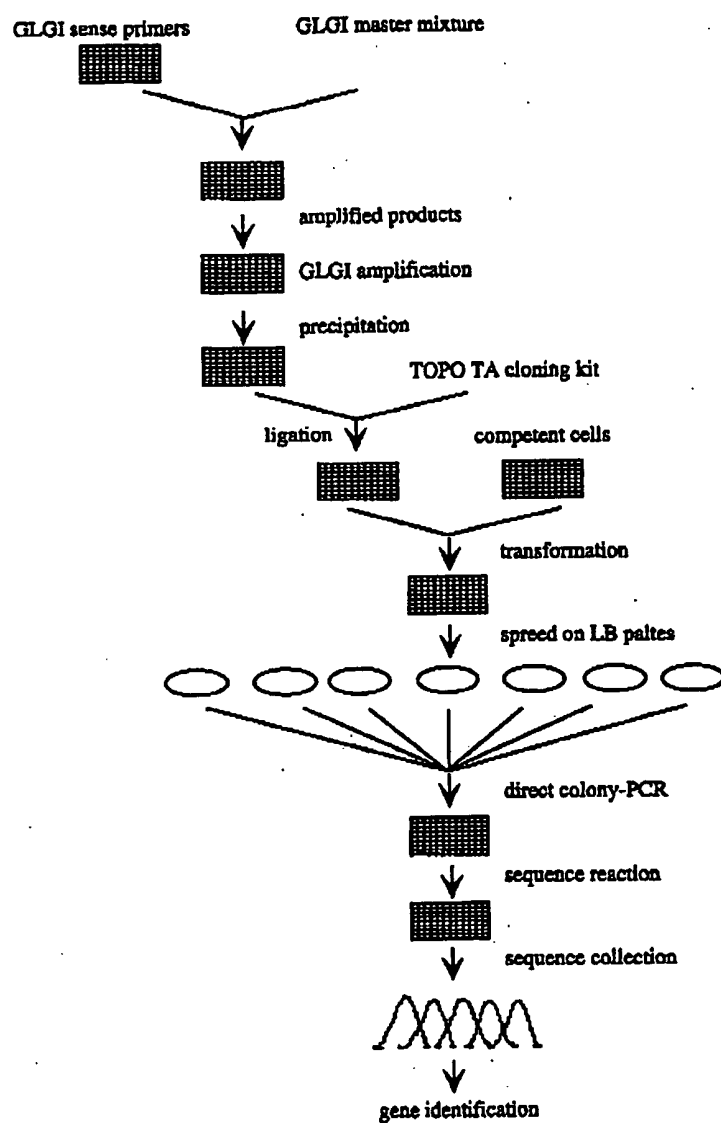 GLGI sense primers
GLGI master mixture
amplified products
GLGI amplification
precipitation
TOPO TA cloning kit
ligation
competent cells
transformation
spreed on LB paltes
direct colony-PCR
sequence reaction
sequence collection
gene identification